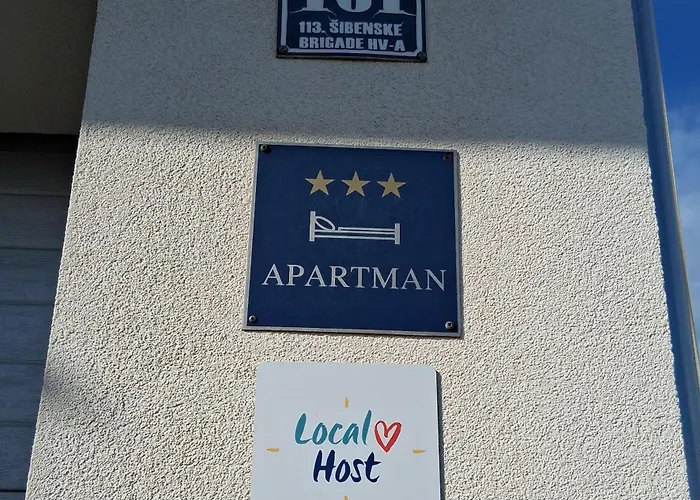 113. ŠIBENSKE
BRIGADE HV-A
APARTMAN
Local
Host